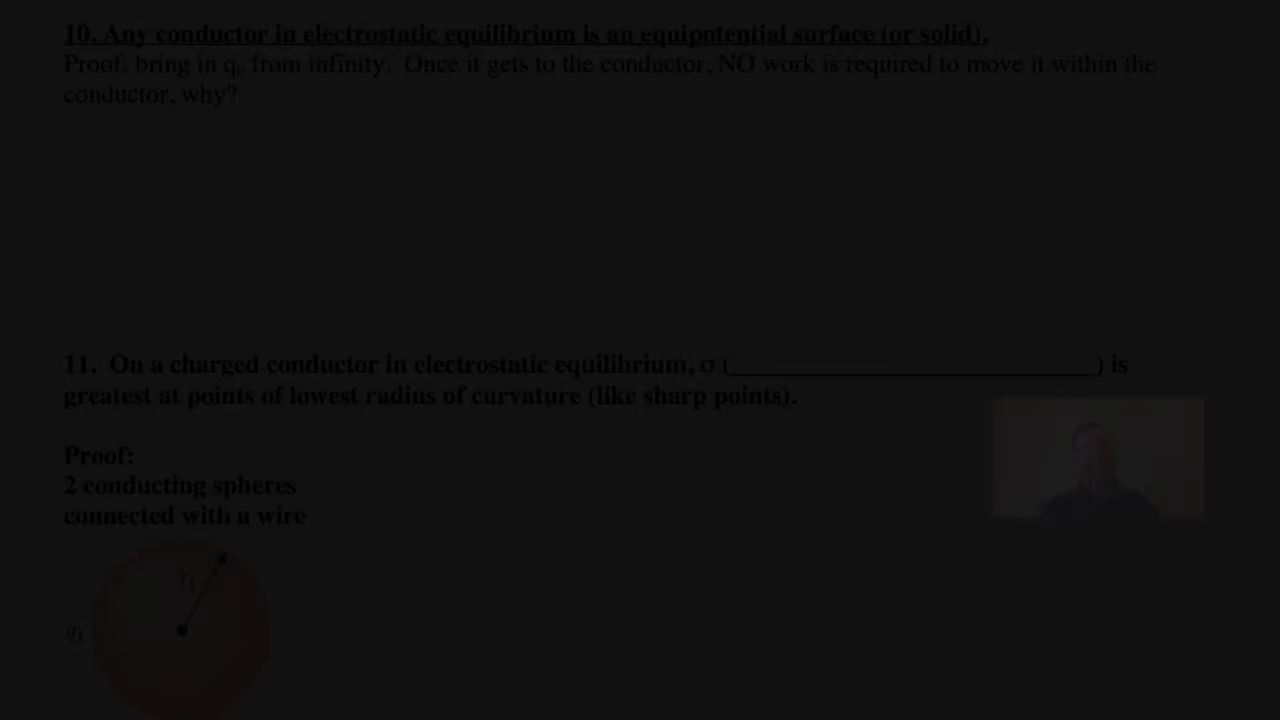 10. Any conductor in electrostatic equilibrium is an equipotential surface (or solid).
Proof: bring in q₀ from infinity. Once it gets to the conductor, NO work is required to move it within the
conductor, why?
11. On a charged conductor in electrostatic equilibrium, σ (____________________________) is
greatest at points of lowest radius of curvature (like sharp points).
Proof:
2 conducting spheres
connected with a wire
r₁
q₁